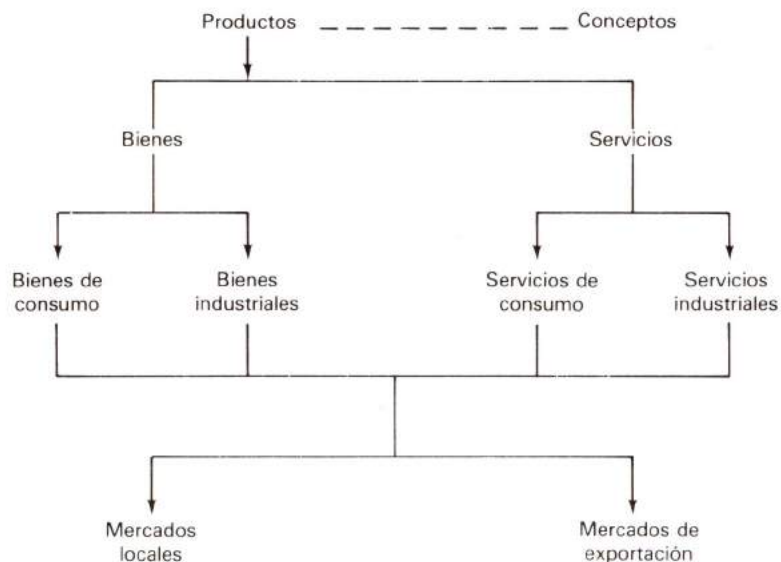 Productos Conceptos
Bienes Servicios
Bienes de consumo
Bienes industriales
Servicios de consumo
Servicios industriales
Mercados locales
Mercados de exportación